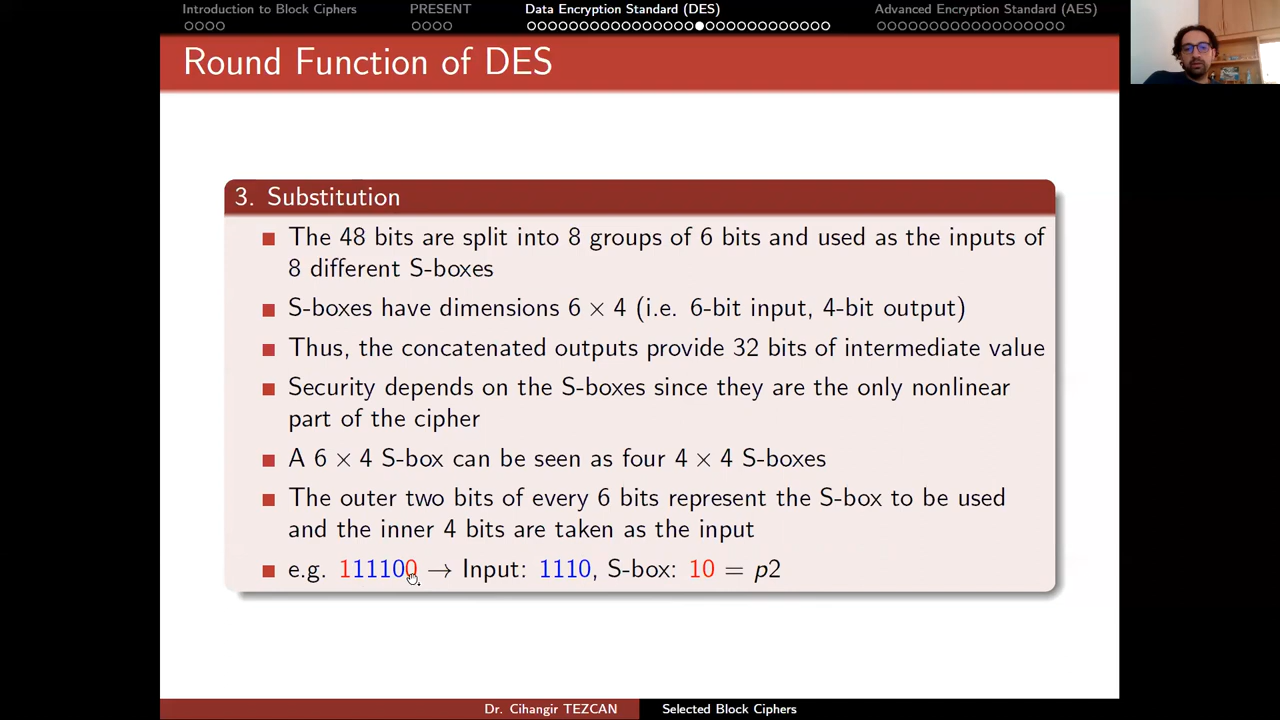 Introduction to Block Ciphers PRESENT Data Encryption Standard (DES) Advanced Encryption Standard (AES)
Round Function of DES
3. Substitution
The 48 bits are split into 8 groups of 6 bits and used as the inputs of
8 different S-boxes
S-boxes have dimensions 6 × 4 (i.e. 6-bit input, 4-bit output)
Thus, the concatenated outputs provide 32 bits of intermediate value
Security depends on the S-boxes since they are the only nonlinear
part of the cipher
A 6 × 4 S-box can be seen as four 4 × 4 S-boxes
The outer two bits of every 6 bits represent the S-box to be used
and the inner 4 bits are taken as the input
e.g. 111100 → Input: 1110, S-box: 10 = p2
Dr. Cihangir TEZCAN Selected Block Ciphers